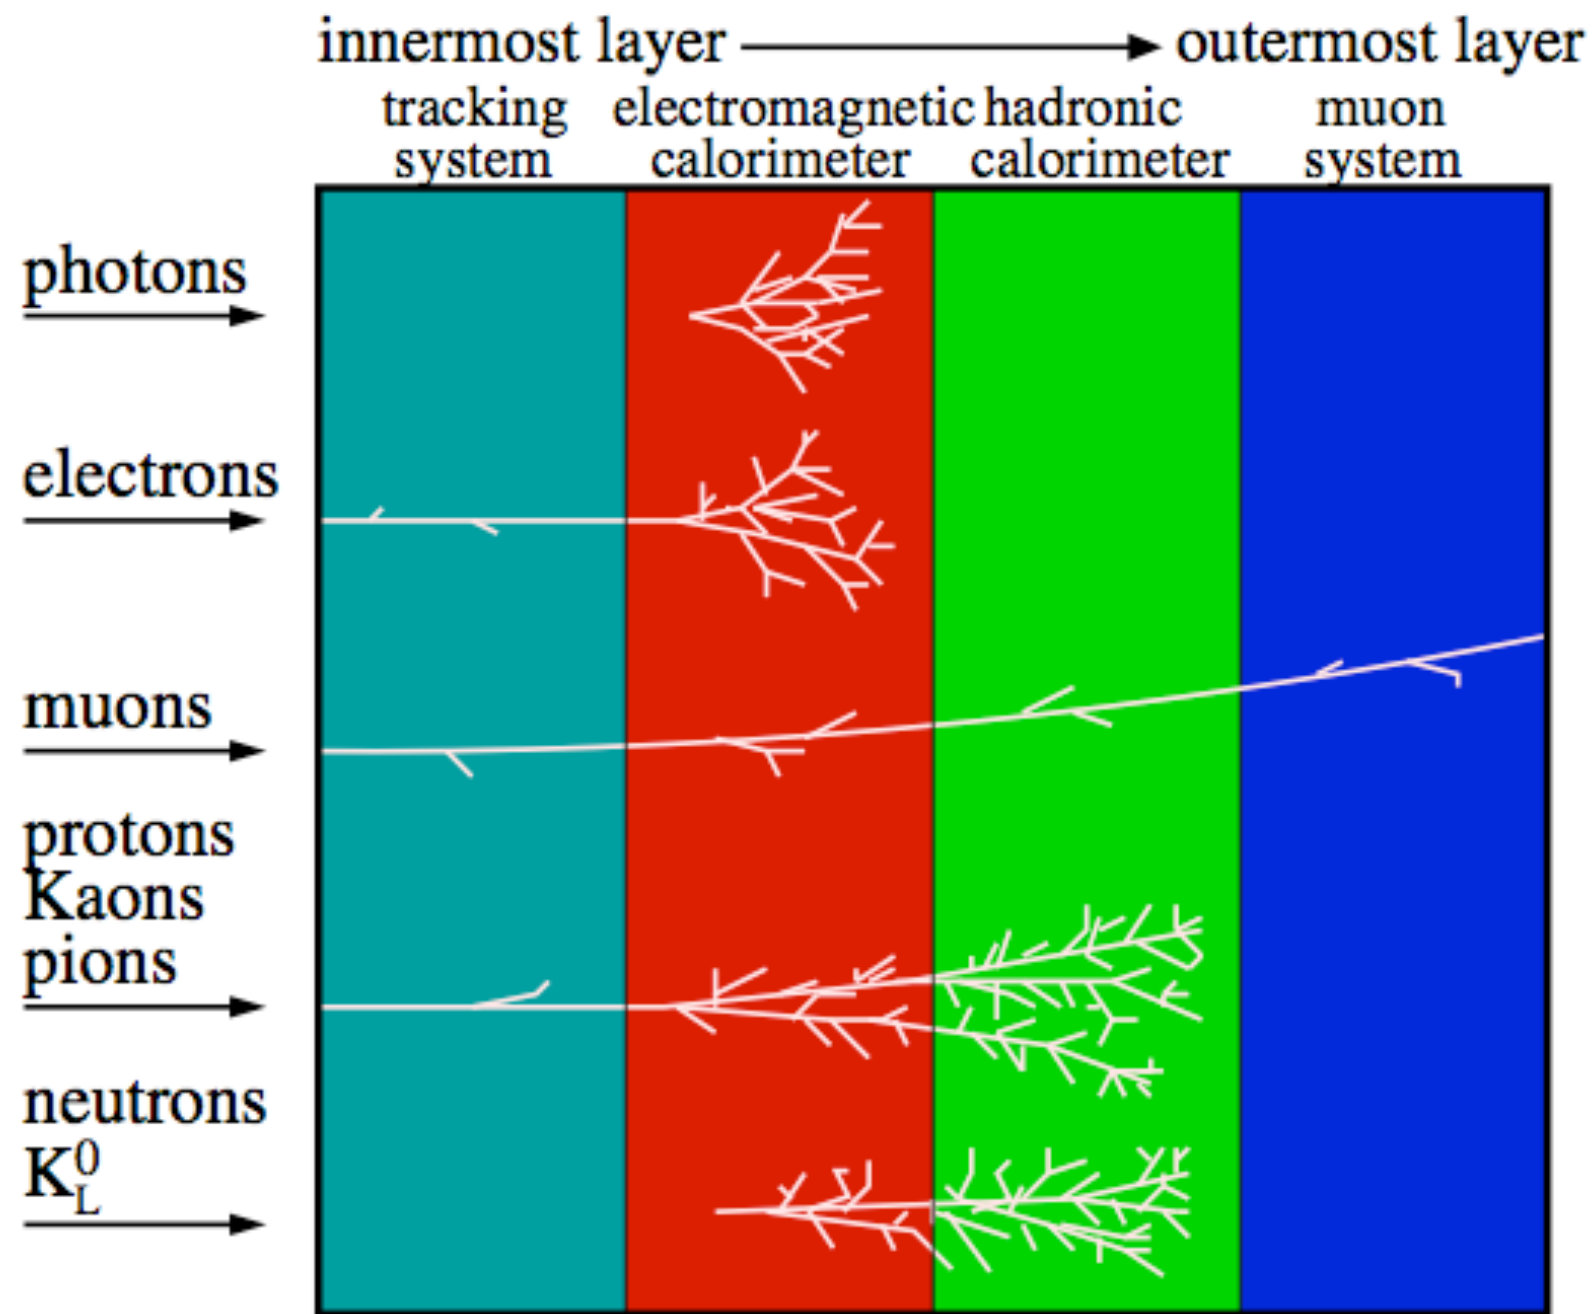 innermost layer outermost layer
tracking electromagnetic hadronic muon
system calorimeter calorimeter system
photons
electrons
muons
protons
Kaons
pions
neutrons
K⁰L